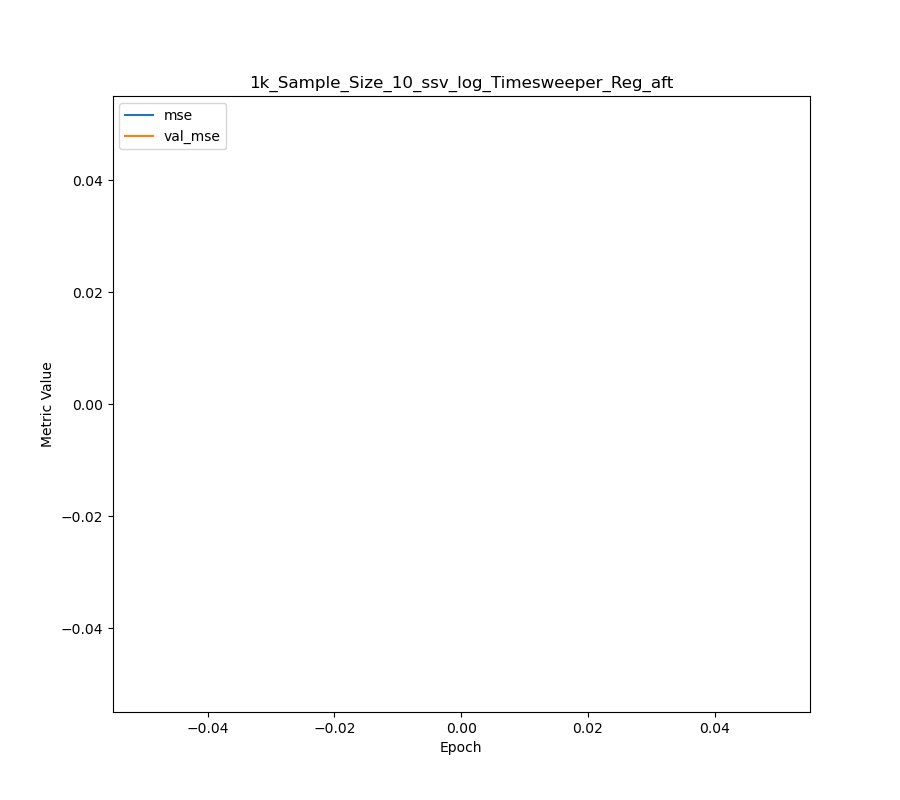 1k_Sample_Size_10_ssv_log_Timesweeper_Reg_aft
mse
val_mse
0.04
0.02
0.00
−0.02
−0.04
Metric Value
−0.04
−0.02
0.00
0.02
0.04
Epoch